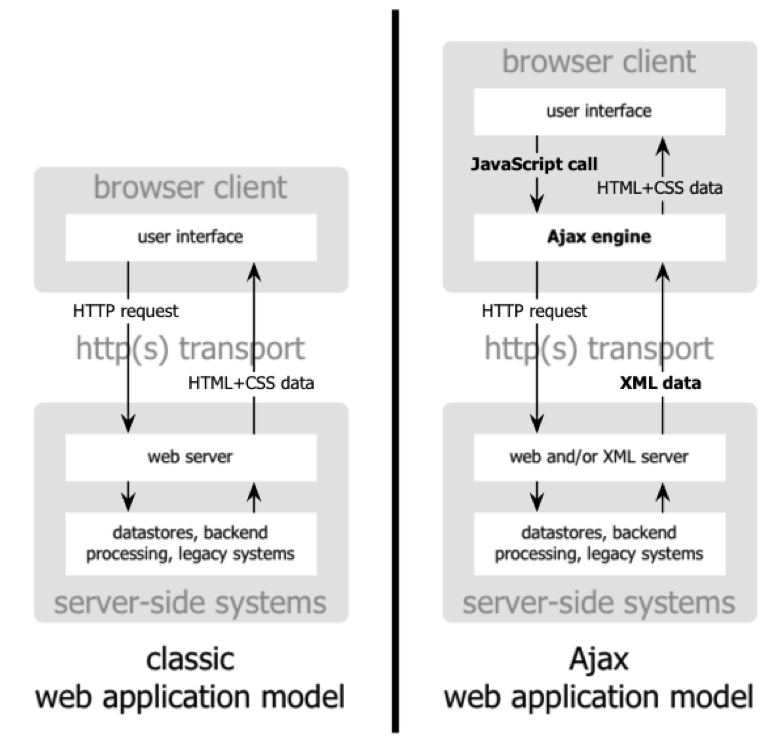 browser client
user interface
HTTP request
http(s) transport
HTML+CSS data
web server
datastores, backend
processing, legacy systems
server-side systems
classic
web application model
browser client
user interface
JavaScript call
HTML+CSS data
Ajax engine
HTTP request
http(s) transport
XML data
web and/or XML server
datastores, backend
processing, legacy systems
server-side systems
Ajax
web application model